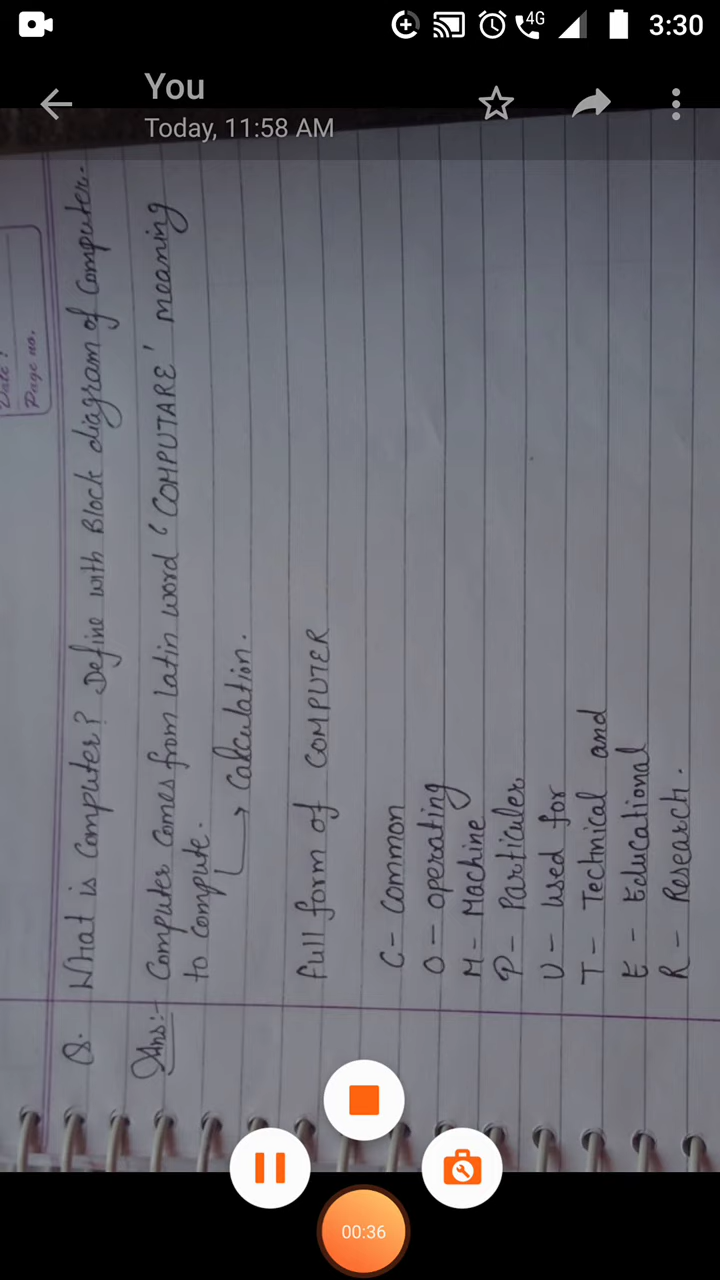 3:30
4G
You
Today, 11:58 AM
Date :
Page no.
Q. What is Computer? Define with Block diagram of Computer.
Ans:- Computer comes from latin word 'COMPUTARE' meaning
to compute.
→ Calculation.
full form of COMPUTER
C - Common
O - operating
M - Machine
P - Particuler
U - Used for
T - Technical and
E - Educational
R - Research.
00:36